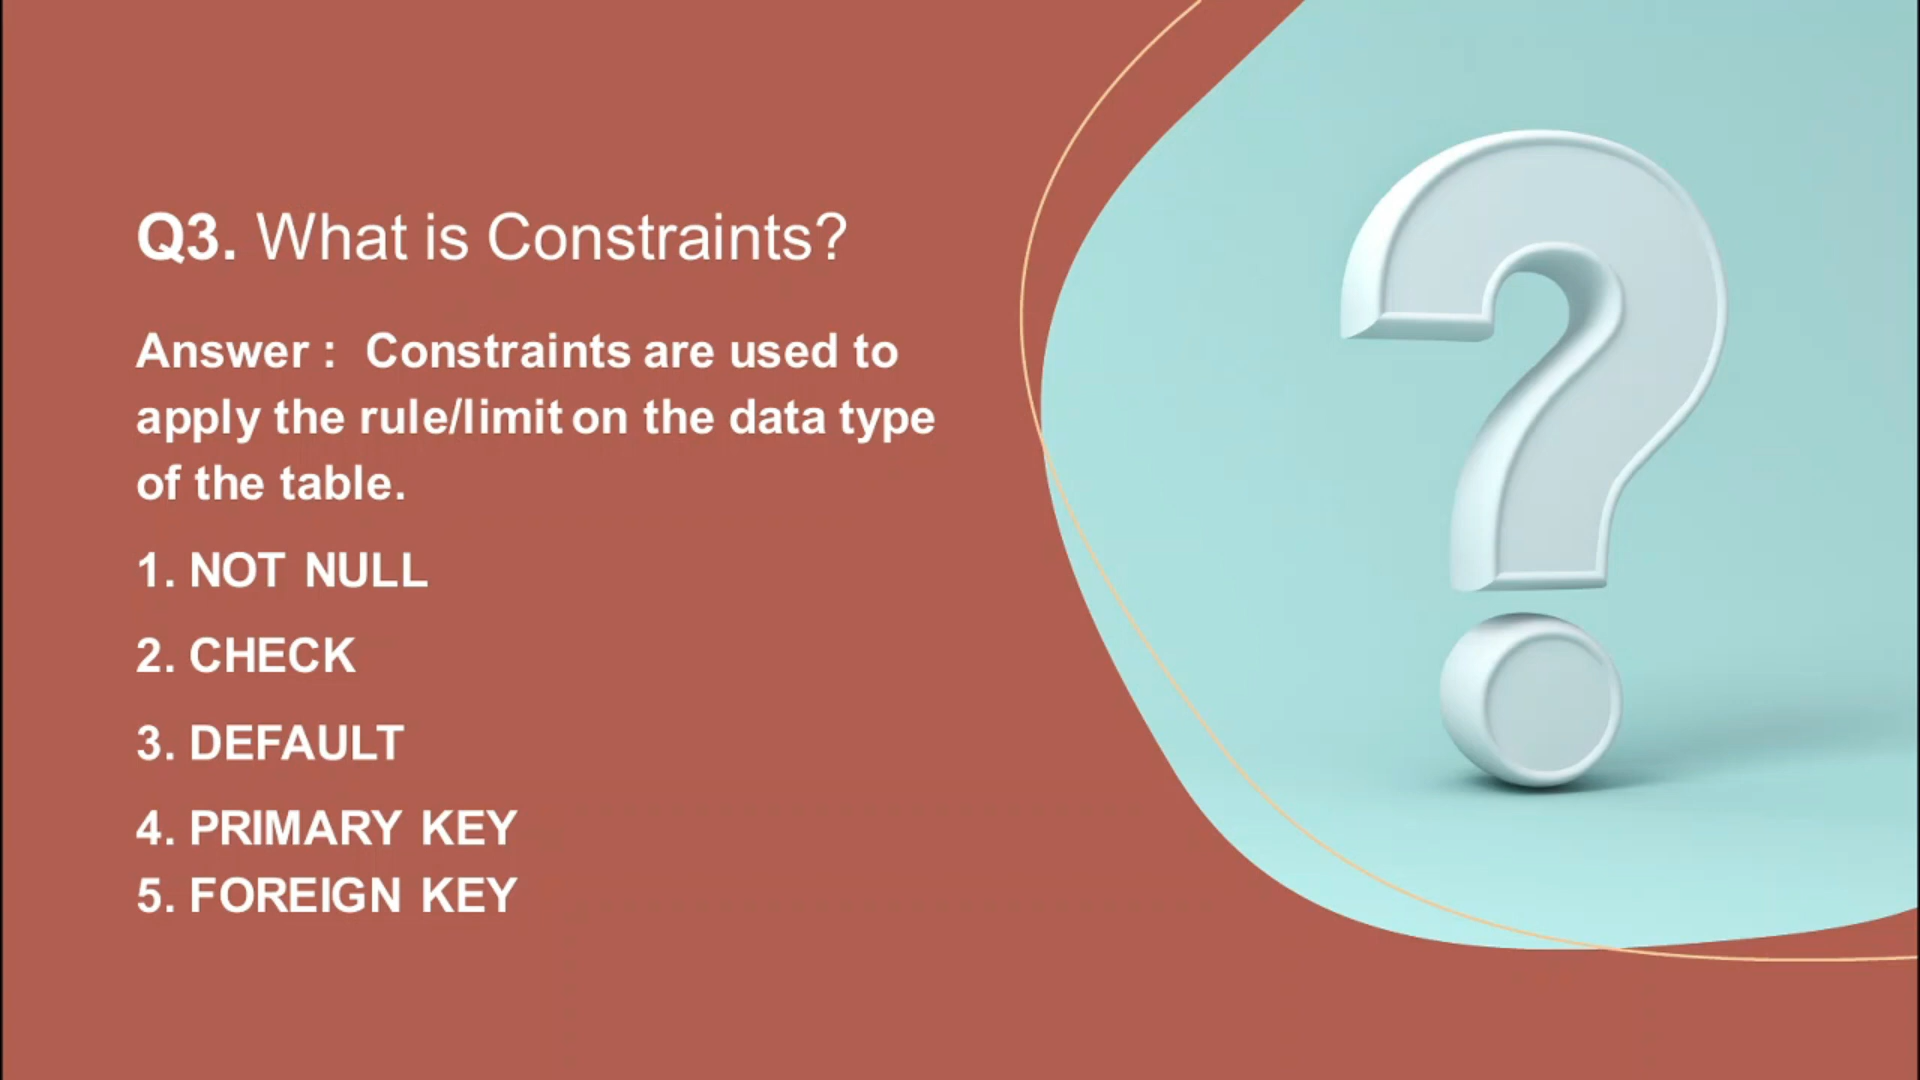 Q3. What is Constraints?
Answer : Constraints are used to
apply the rule/limit on the data type
of the table.
1. NOT NULL
2. CHECK
3. DEFAULT
4. PRIMARY KEY
5. FOREIGN KEY